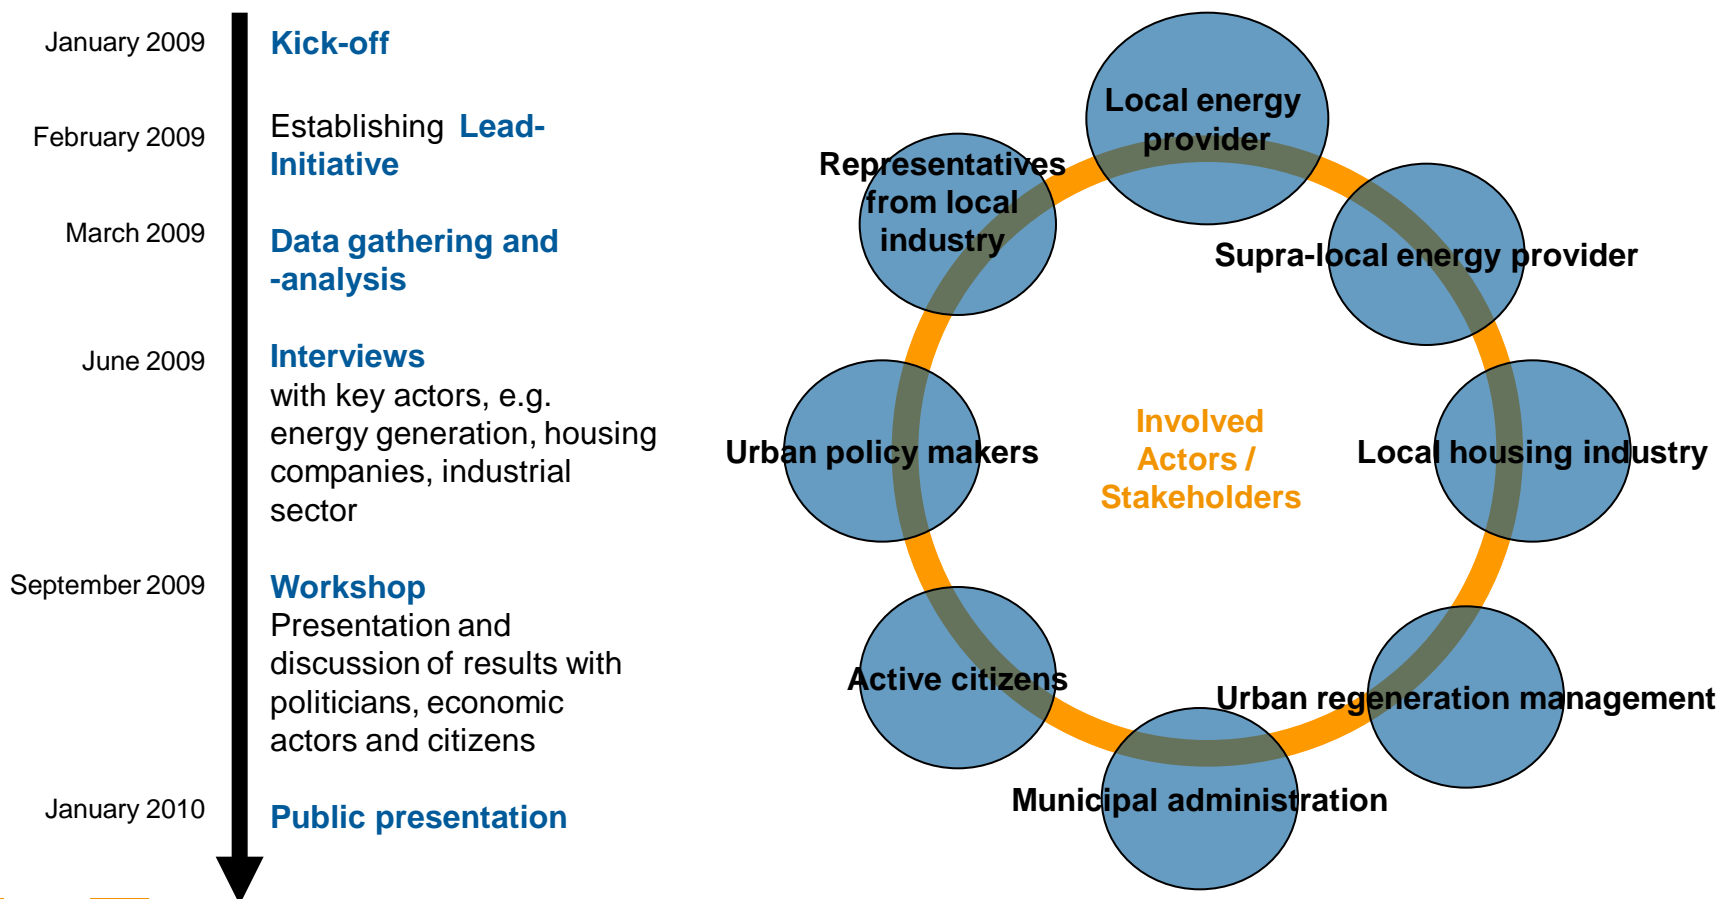 January 2009
Kick-off
February 2009
Establishing Lead-
Initiative
March 2009
Data gathering and
-analysis
June 2009
Interviews
with key actors, e.g.
energy generation, housing
companies, industrial
sector
September 2009
Workshop
Presentation and
discussion of results with
politicians, economic
actors and citizens
January 2010
Public presentation
Local energy
provider
Representatives
from local
industry
Supra-local energy provider
Urban policy makers
Involved
Actors /
Stakeholders
Local housing industry
Active citizens
Urban regeneration management
Municipal administration